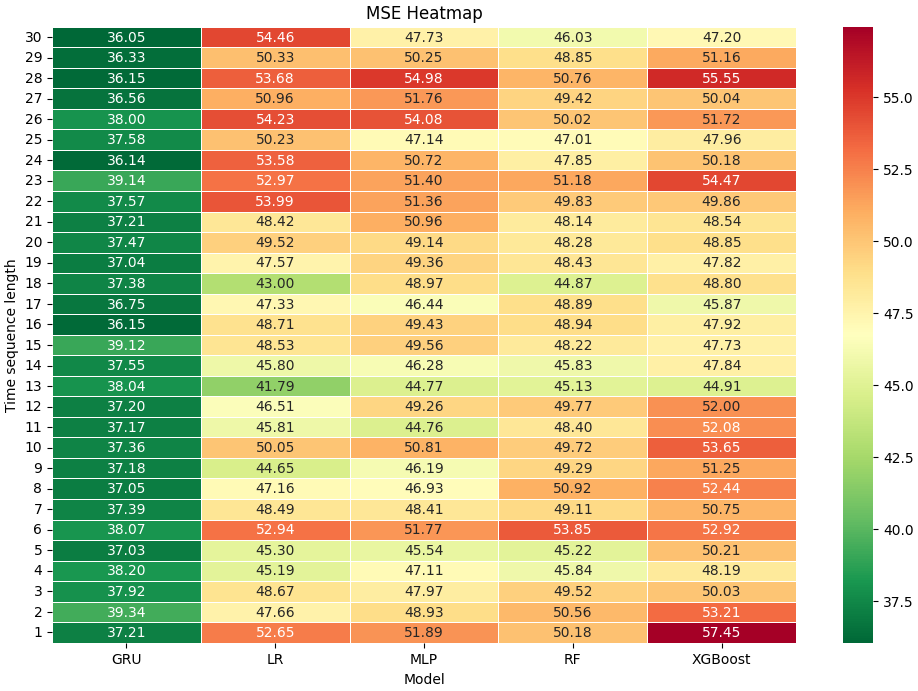 MSE Heatmap
30 36.05 54.46 47.73 46.03 47.20
29 36.33 50.33 50.25 48.85 51.16
28 36.15 53.68 54.98 50.76 55.55
27 36.56 50.96 51.76 49.42 50.04
26 38.00 54.23 54.08 50.02 51.72
25 37.58 50.23 47.14 47.01 47.96
24 36.14 53.58 50.72 47.85 50.18
23 39.14 52.97 51.40 51.18 54.47
22 37.57 53.99 51.36 49.83 49.86
21 37.21 48.42 50.96 48.14 48.54
20 37.47 49.52 49.14 48.28 48.85
19 37.04 47.57 49.36 48.43 47.82
18 37.38 43.00 48.97 44.87 48.80
17 36.75 47.33 46.44 48.89 45.87
16 36.15 48.71 49.43 48.94 47.92
15 39.12 48.53 49.56 48.22 47.73
14 37.55 45.80 46.28 45.83 47.84
13 38.04 41.79 44.77 45.13 44.91
12 37.20 46.51 49.26 49.77 52.00
11 37.17 45.81 44.76 48.40 52.08
10 37.36 50.05 50.81 49.72 53.65
9 37.18 44.65 46.19 49.29 51.25
8 37.05 47.16 46.93 50.92 52.44
7 37.39 48.49 48.41 49.11 50.75
6 38.07 52.94 51.77 53.85 52.92
5 37.03 45.30 45.54 45.22 50.21
4 38.20 45.19 47.11 45.84 48.19
3 37.92 48.67 47.97 49.52 50.03
2 39.34 47.66 48.93 50.56 53.21
1 37.21 52.65 51.89 50.18 57.45
GRU LR MLP RF XGBoost
Model
Time sequence length
55.0
52.5
50.0
47.5
45.0
42.5
40.0
37.5